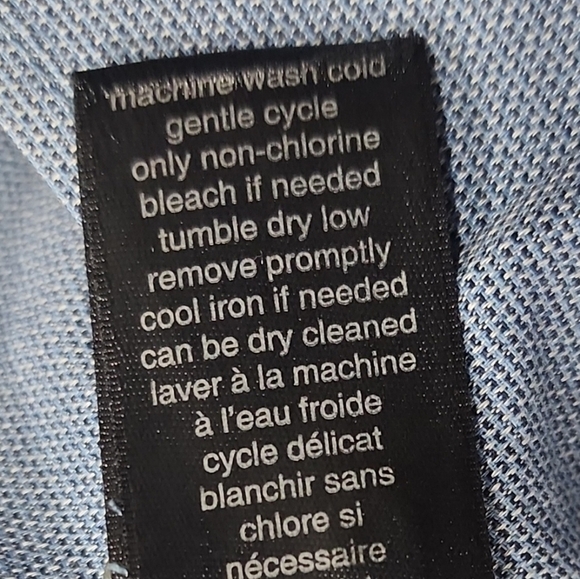 machine wash cold
gentle cycle
only non-chlorine
bleach if needed
tumble dry low
remove promptly
cool iron if needed
can be dry cleaned
laver à la machine
à l'eau froide
cycle délicat
blanchir sans
chlore si
nécessaire